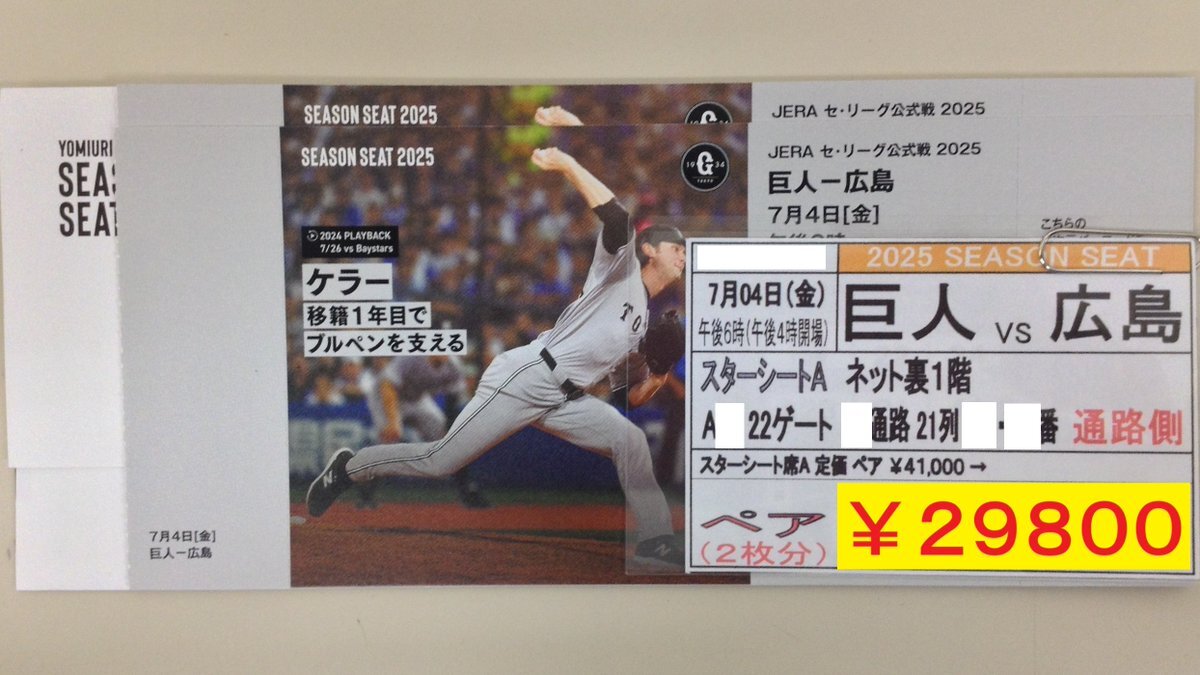 YOMIURI
SEAS
SEAT
SEASON SEAT 2025
JERA セ・リーグ公式戦 2025
SEASON SEAT 2025
19 G 34
TOKYO
JERA セ・リーグ公式戦 2025
巨人ー広島
7月4日[金]
2024 PLAYBACK
7/26 vs Baystars
ケラー
移籍1年目で
ブルペンを支える
7月4日[金]
巨人ー広島
こちらの
2025 SEASON SEAT
7月04日(金)
午後6時(午後4時開場)
巨人 VS 広島
スターシートA ネット裏1階
A 22ゲート 通路 21列 ・ 番 通路側
スターシート席A 定価 ペア ¥41,000 →
ペア
(2枚分)
¥29800